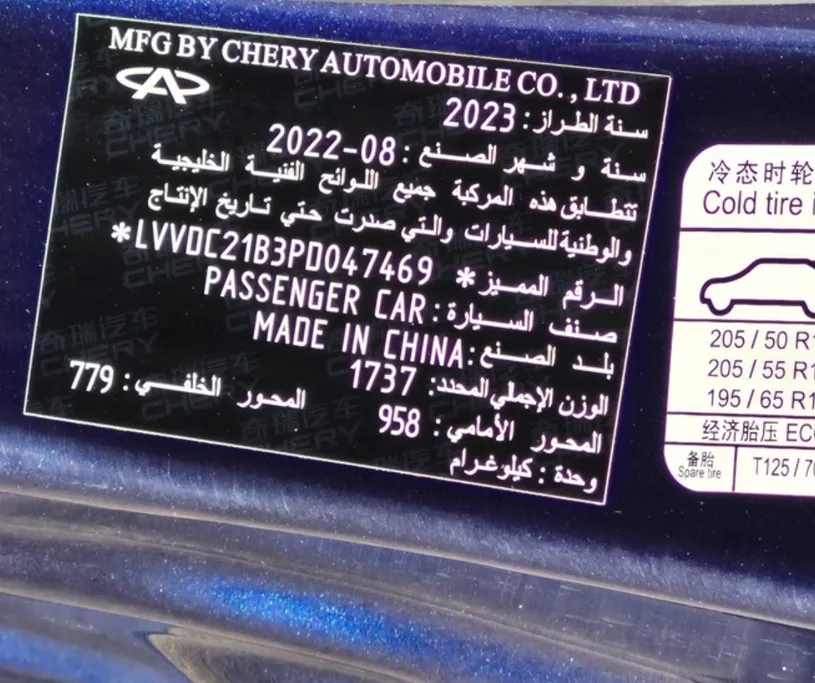 MFG BY CHERY AUTOMOBILE CO., LTD
سنة الطراز: 2023
سنة و شهر الصنع: 2022-08
تتطابق هذه المركبة جميع اللوائح الفنية الخليجية
والوطنية للسيارات والتي صدرت حتي تاريخ الإنتاج
الرقم المميز: *LVVDC21B3PD047469*
صنف السيارة: PASSENGER CAR
بلد الصنع: MADE IN CHINA
الوزن الإجمالي المحدد: 1737
المحور الأمامي: 958 المحور الخلفي: 779
وحدة: كيلوغرام
冷态时轮
Cold tire
205 / 50 R1
205 / 55 R1
195 / 65 R1
经济胎压 ECO
备胎
Spare tire
T125 / 70